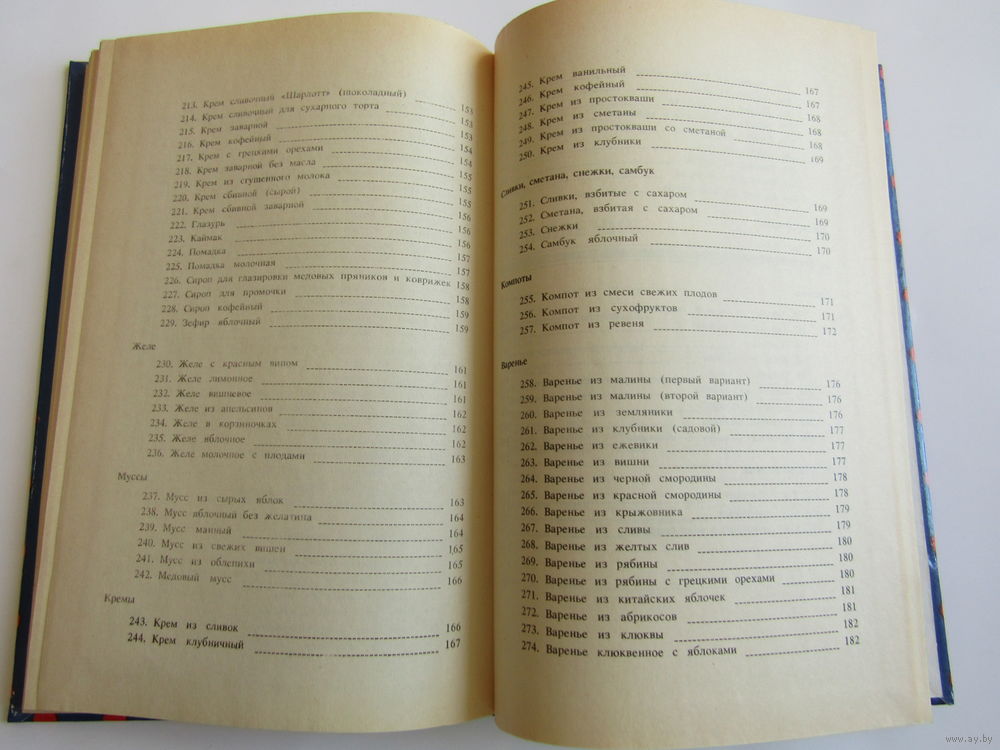 213. Крем сливочный «Шарлотт» (шоколадный) 153
214. Крем сливочный для сухарного торта 153
215. Крем заварной 153
216. Крем кофейный 154
217. Крем с грецкими орехами 154
218. Крем заварной без масла 155
219. Крем из сгущенного молока 155
220. Крем сбивной (сырой) 155
221. Крем сбивной заварной 156
222. Глазурь 156
223. Каймак 156
224. Помадка 157
225. Помадка молочная 157
226. Сироп для глазировки медовых пряников и коврижек 158
227. Сироп для промочки 158
228. Сироп кофейный 159
229. Зефир яблочный 159
Желе
230. Желе с красным вином 161
231. Желе лимонное 161
232. Желе вишневое 161
233. Желе из апельсинов 162
234. Желе в корзиночках 162
235. Желе яблочное 162
236. Желе молочное с плодами 163
Муссы
237. Мусс из сырых яблок 163
238. Мусс яблочный без желатина 164
239. Мусс манный 164
240. Мусс из свежих вишен 165
241. Мусс из облепихи 165
242. Медовый мусс 166
Кремы
243. Крем из сливок 166
244. Крем клубничный 167
245. Крем ванильный 167
246. Крем кофейный 167
247. Крем из простокваши 168
248. Крем из сметаны 168
249. Крем из простокваши со сметаной 168
250. Крем из клубники 169
Сливки, сметана, снежки, самбук
251. Сливки, взбитые с сахаром 169
252. Сметана, взбитая с сахаром 169
253. Снежки 170
254. Самбук яблочный 170
Компоты
255. Компот из смеси свежих плодов 171
256. Компот из сухофруктов 171
257. Компот из ревеня 172
Варенье
258. Варенье из малины (первый вариант) 176
259. Варенье из малины (второй вариант) 176
260. Варенье из земляники 176
261. Варенье из клубники (садовой) 177
262. Варенье из ежевики 177
263. Варенье из вишни 177
264. Варенье из черной смородины 178
265. Варенье из красной смородины 178
266. Варенье из крыжовника 179
267. Варенье из сливы 179
268. Варенье из желтых слив 180
269. Варенье из рябины 180
270. Варенье из рябины с грецкими орехами 180
271. Варенье из китайских яблочек 181
272. Варенье из абрикосов 181
273. Варенье из клюквы 182
274. Варенье клюквенное с яблоками 182
www.ay.by